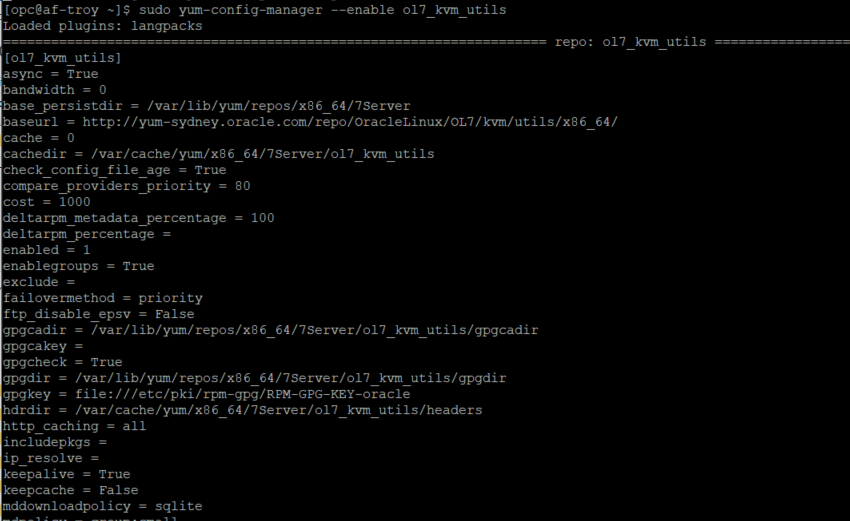 [opc@af-troy ~]$ sudo yum-config-manager --enable ol7_kvm_utils
Loaded plugins: langpacks
==================================================================== repo: ol7_kvm_utils =================
[ol7_kvm_utils]
async = True
bandwidth = 0
base_persistdir = /var/lib/yum/repos/x86_64/7Server
baseurl = http://yum-sydney.oracle.com/repo/OracleLinux/OL7/kvm/utils/x86_64/
cache = 0
cachedir = /var/cache/yum/x86_64/7Server/ol7_kvm_utils
check_config_file_age = True
compare_providers_priority = 80
cost = 1000
deltarpm_metadata_percentage = 100
deltarpm_percentage =
enabled = 1
enablegroups = True
exclude =
failovermethod = priority
ftp_disable_epsv = False
gpgcadir = /var/lib/yum/repos/x86_64/7Server/ol7_kvm_utils/gpgcadir
gpgcakey =
gpgcheck = True
gpgdir = /var/lib/yum/repos/x86_64/7Server/ol7_kvm_utils/gpgdir
gpgkey = file:///etc/pki/rpm-gpg/RPM-GPG-KEY-oracle
hdrdir = /var/cache/yum/x86_64/7Server/ol7_kvm_utils/headers
http_caching = all
includepkgs =
ip_resolve =
keepalive = True
keepcache = False
mddownloadpolicy = sqlite